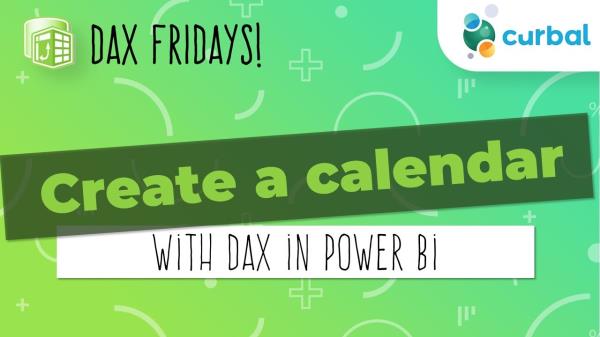 DAX FRIDAYS!
curbal
Create a calendar
WITH DAX IN POWER BI